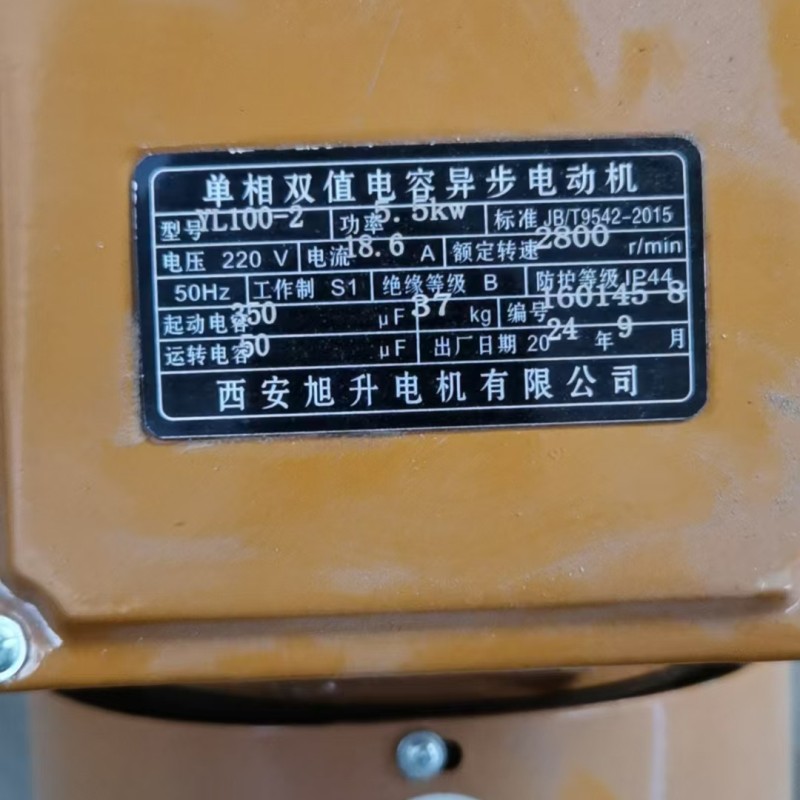 单相双值电容异步电动机
型号 YL100-2 功率 5.5kw 标准 JB/T9542-2015
电压 220 V 电流 18.6 A 额定转速 2800 r/min
50Hz 工作制 S1 绝缘等级 B 防护等级 IP44
起动电容 350 μF 37 kg 编号 160145 8
运转电容 50 μF 出厂日期 2024 年 9 月
西安旭升电机有限公司